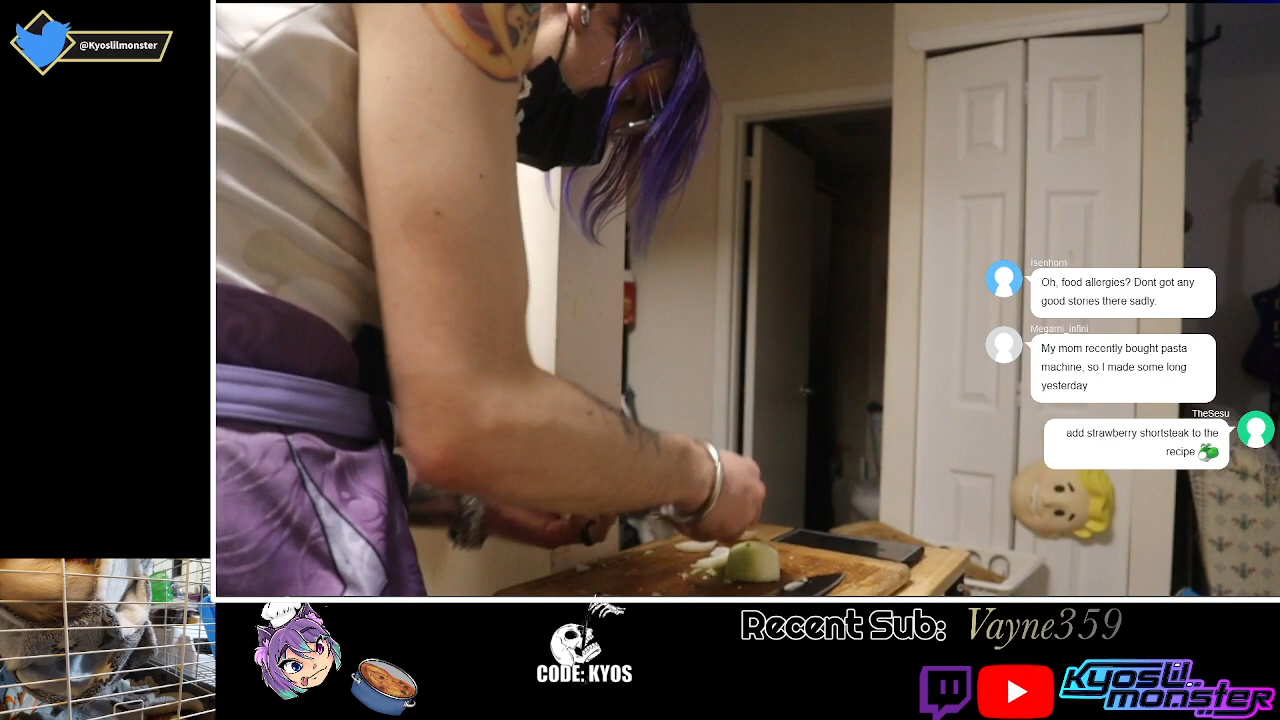 @Kyoslilmonster
Isenhorn
Oh, food allergies? Dont got any
good stories there sadly.
Megami_infini
My mom recently bought pasta
machine, so I made some long
yesterday
TheSesu
add strawberry shortsteak to the
recipe
CODE: KYOS
Recent Sub: Vayne359
KYOSLIL
MONSTER